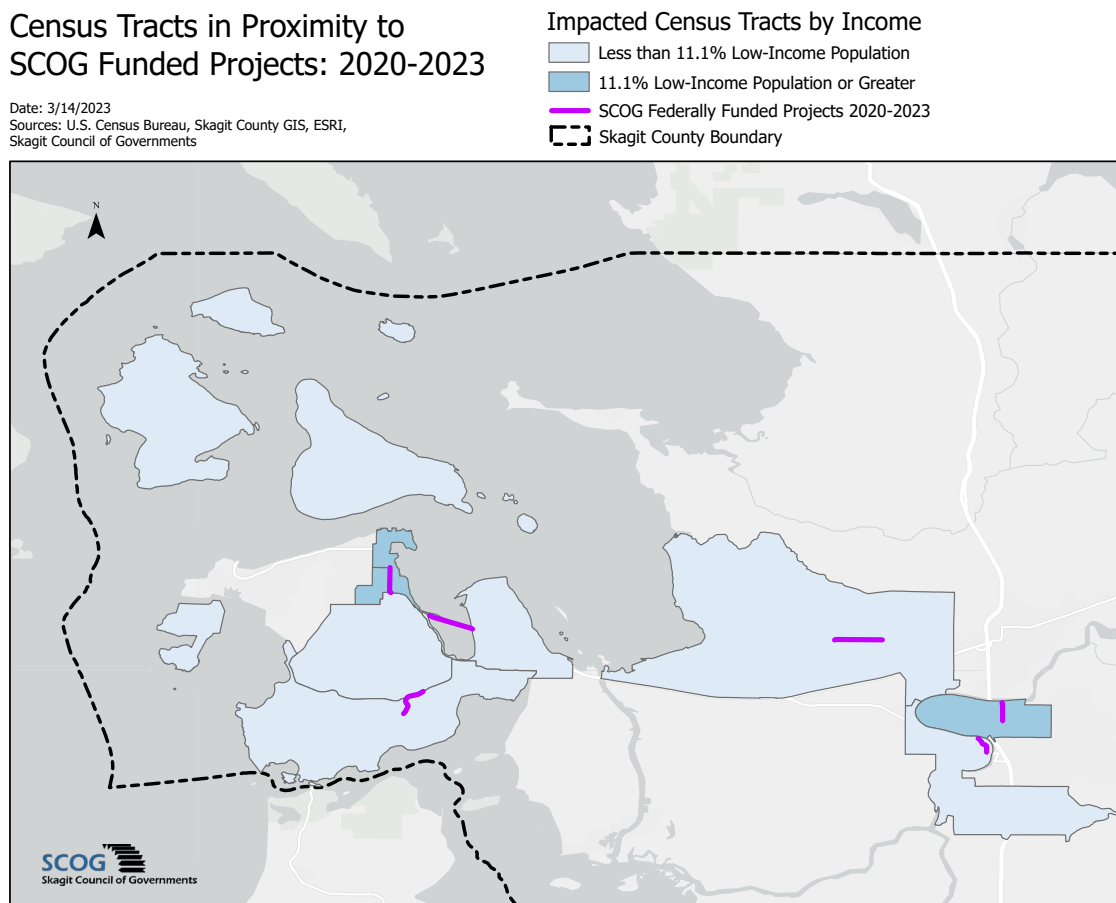 Census Tracts in Proximity to
SCOG Funded Projects: 2020-2023
Date: 3/14/2023
Sources: U.S. Census Bureau, Skagit County GIS, ESRI,
Skagit Council of Governments
Impacted Census Tracts by Income
Less than 11.1% Low-Income Population
11.1% Low-Income Population or Greater
SCOG Federally Funded Projects 2020-2023
Skagit County Boundary
N
SCOG
Skagit Council of Governments